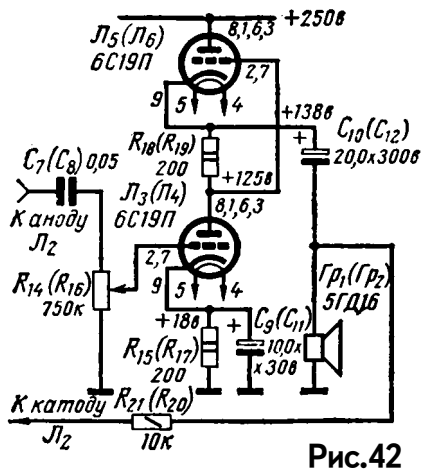 +250в
Л5(Л6)
6С19П
8,1,6,3
2,7
9
5
4
+138в
R18(R19)
200
C10(C12)
20,0х300в
C7(C8) 0,05
+125в
Л3(Л4)
6С19П
8,1,6,3
К аноду
Л2
R14(R16)
750к
2,7
9
5
4
+18в
R15(R17)
200
C9(C11)
10,0х
х30в
Гр1(Гр2)
5ГД16
К катоду
Л2
R21(R20)
10к
Рис.42